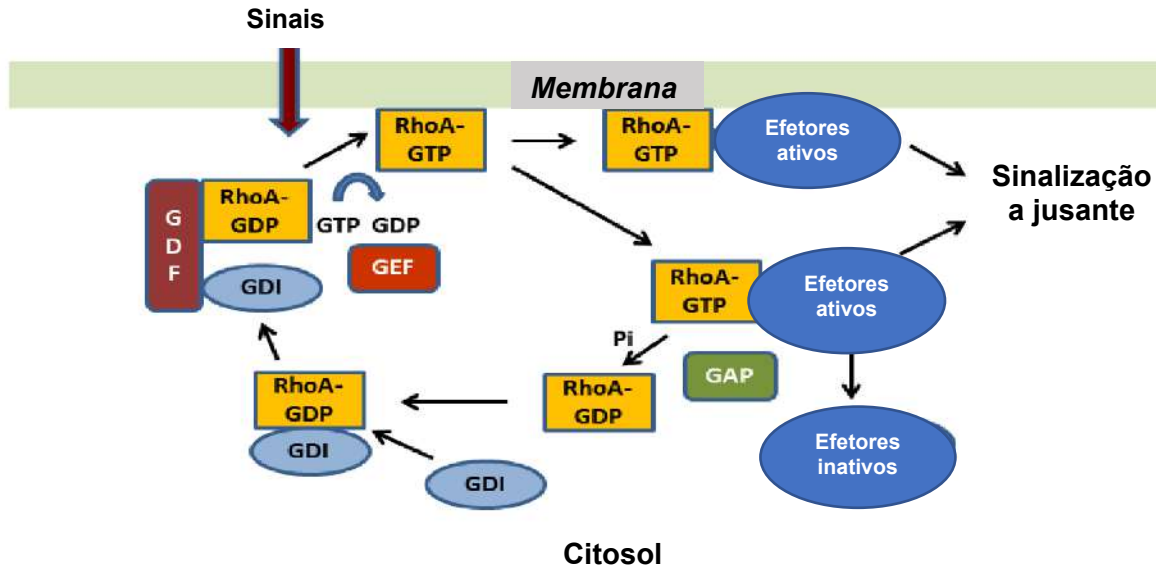 Sinais
Membrana
RhoA-
GTP
RhoA-
GTP
Efetores
ativos
Sinalização
a jusante
G
D
F
RhoA-
GDP
GTP GDP
GEF
GDI
RhoA-
GTP
Efetores
ativos
Pi
GAP
RhoA-
GDP
GDI
RhoA-
GDP
GDI
Efetores
inativos
Citosol